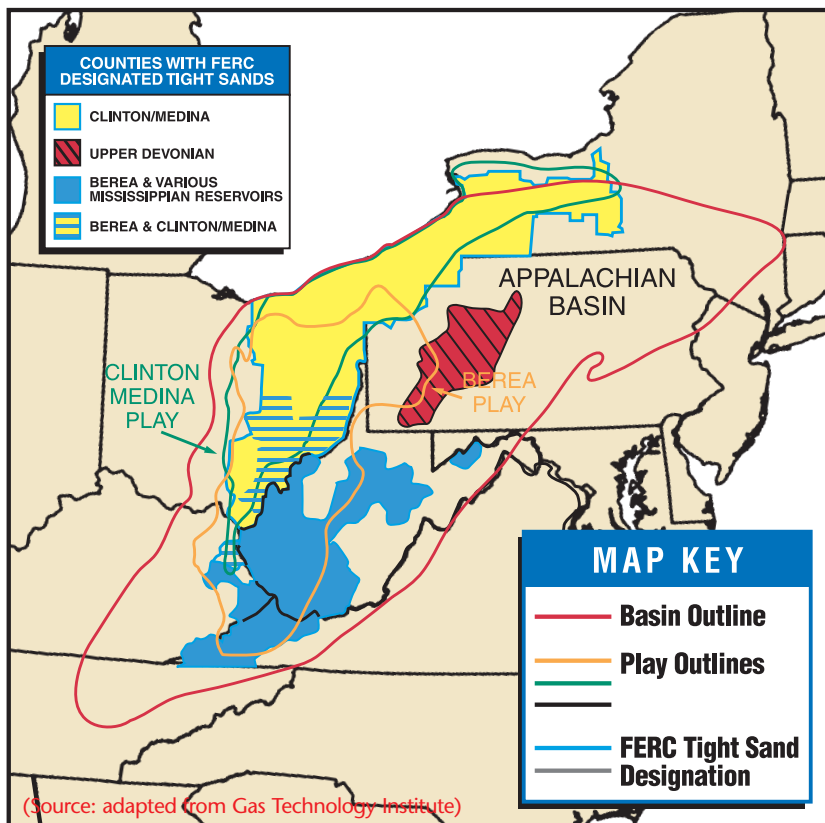 COUNTIES WITH FERC
DESIGNATED TIGHT SANDS
CLINTON/MEDINA
UPPER DEVONIAN
BEREA & VARIOUS
MISSISSIPPIAN RESERVOIRS
BEREA & CLINTON/MEDINA
APPALACHIAN
BASIN
CLINTON
MEDINA
PLAY
BEREA
PLAY
MAP KEY
Basin Outline
Play Outlines
FERC Tight Sand
Designation
(Source: adapted from Gas Technology Institute)